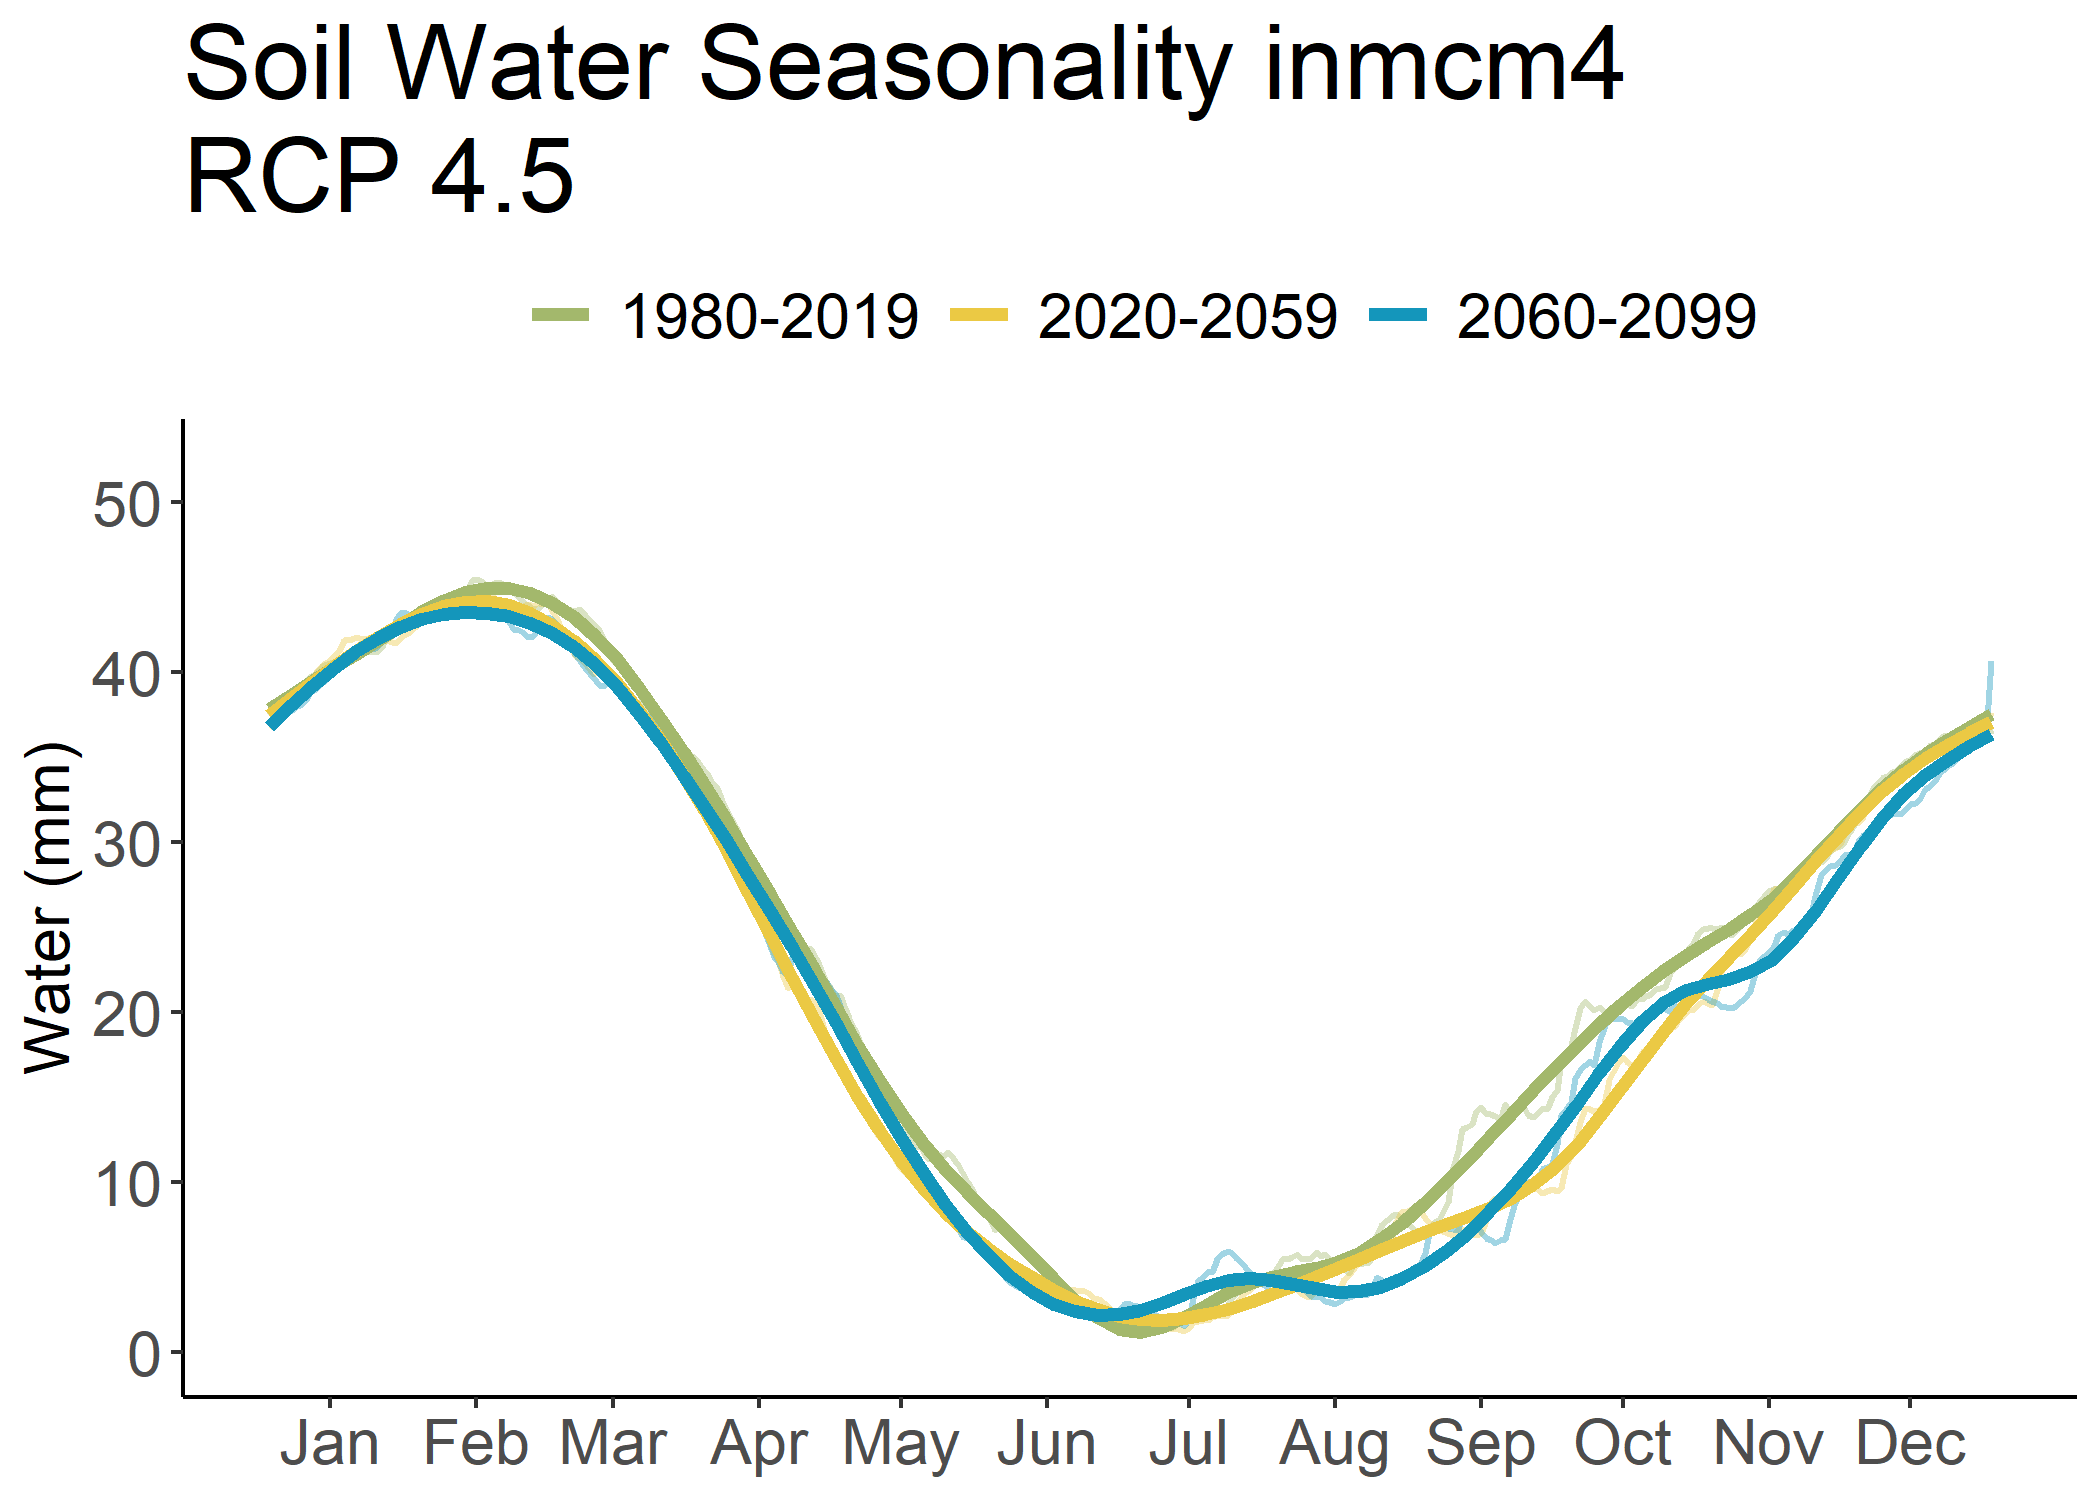 Soil Water Seasonality inmcm4
RCP 4.5
1980-2019 2020-2059 2060-2099
Water (mm)
50
40
30
20
10
0
Jan Feb Mar Apr May Jun Jul Aug Sep Oct Nov Dec